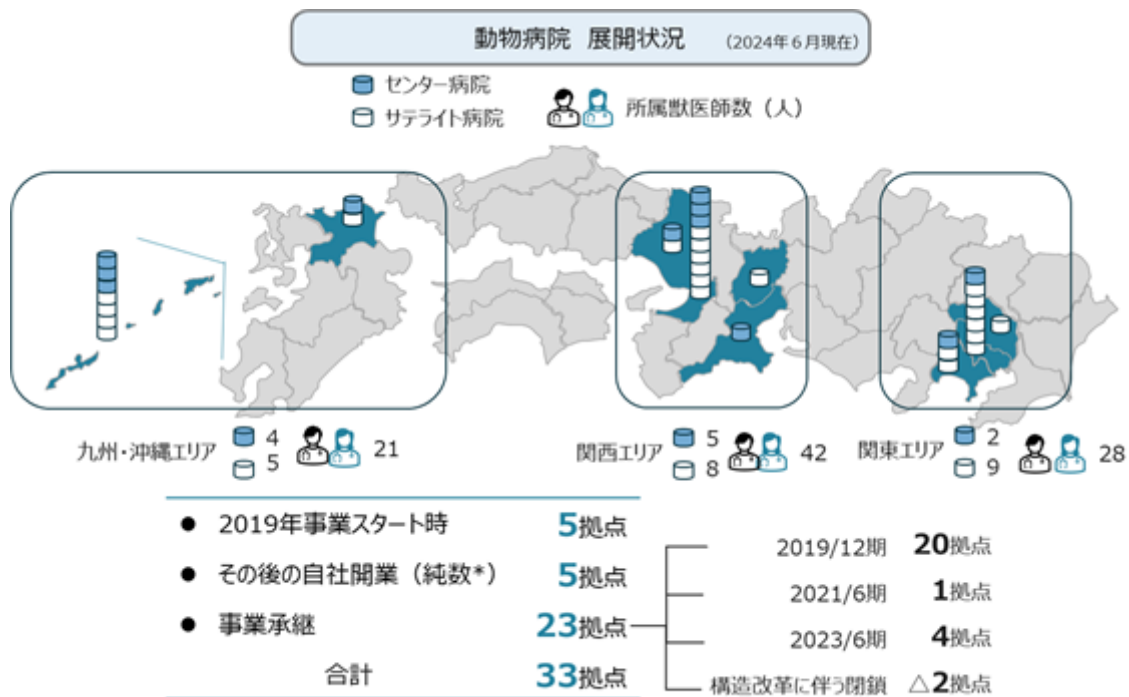 動物病院 展開状況 (2024年6月現在)
センター病院
サテライト病院
所属獣医師数(人)
九州・沖縄エリア 4 5 21
関西エリア 5 8 42
関東エリア 2 9 28
● 2019年事業スタート時 5拠点
● その後の自社開業(純数*) 5拠点
● 事業承継 23拠点
合計 33拠点
2019/12期 20拠点
2021/6期 1拠点
2023/6期 4拠点
構造改革に伴う閉鎖 △2拠点